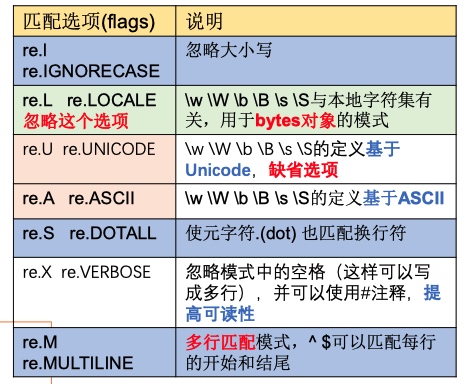 匹配选项(flags) 说明
re.I 忽略大小写
re.IGNORECASE
re.L re.LOCALE \w \W \b \B \s \S与本地字符集有
忽略这个选项 关，用于bytes对象的模式
re.U re.UNICODE \w \W \b \B \s \S的定义基于
Unicode，缺省选项
re.A re.ASCII \w \W \b \B \s \S的定义基于ASCII
re.S re.DOTALL 使元字符.(dot) 也匹配换行符
re.X re.VERBOSE 忽略模式中的空格（这样可以写
成多行），并可以使用#注释，提
高可读性
re.M 多行匹配模式，^ $可以匹配每行
re.MULTILINE 的开始和结尾